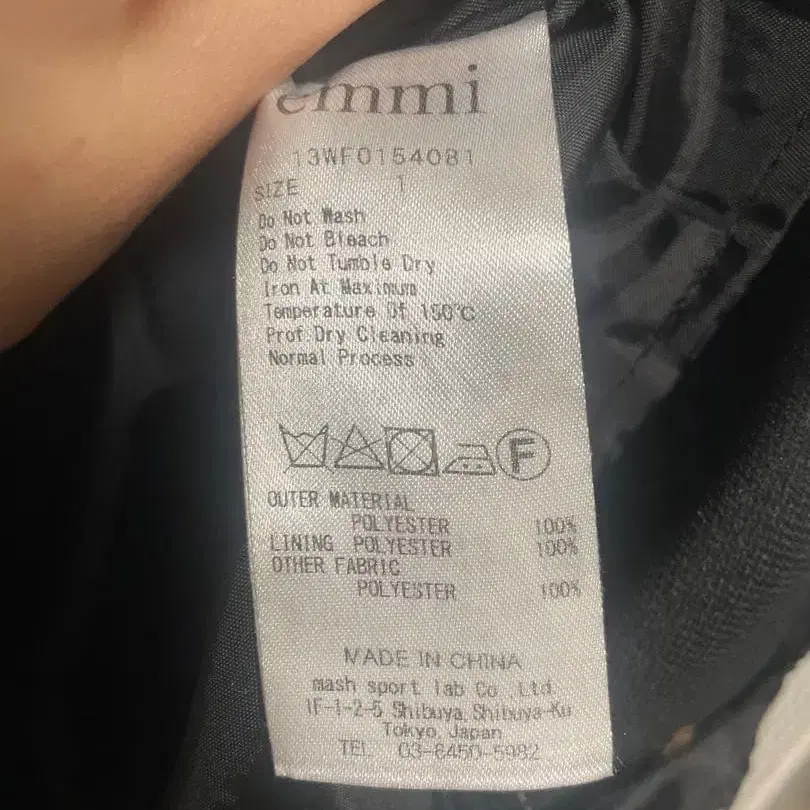 emmi
13WF0154081
SIZE 1
Do Not Wash
Do Not Bleach
Do Not Tumble Dry
Iron At Maximum
Temperature Of 150°C
Prof.Dry Cleaning
Normal Process
F
OUTER MATERIAL
POLYESTER 100%
LINING POLYESTER 100%
OTHER FABRIC
POLYESTER 100%
MADE IN CHINA
mash sport lab Co.,Ltd.
1F-1-2-5 Shibuya,Shibuya-Ku
Tokyo,Japan
TEL 03-6450-5982